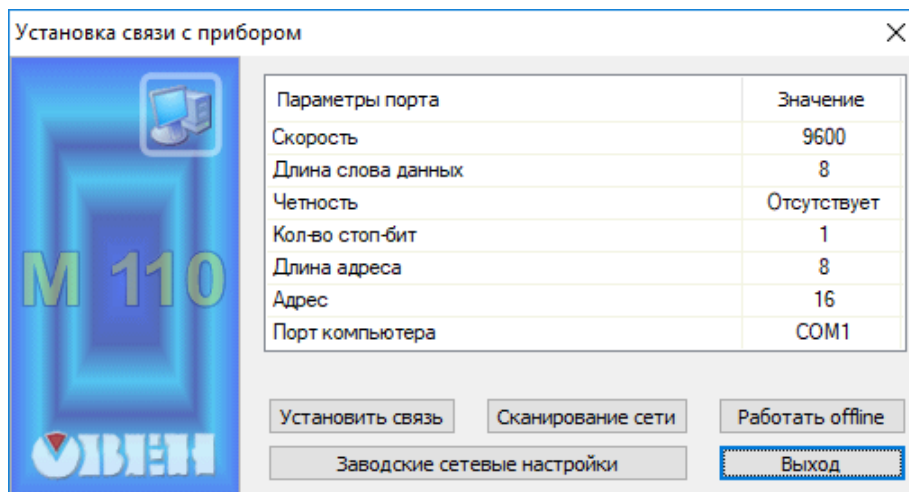 Установка связи с прибором
М 110
ОВЕН
Параметры порта Значение
Скорость 9600
Длина слова данных 8
Четность Отсутствует
Кол-во стоп-бит 1
Длина адреса 8
Адрес 16
Порт компьютера COM1
Установить связь Сканирование сети Работать offline
Заводские сетевые настройки Выход